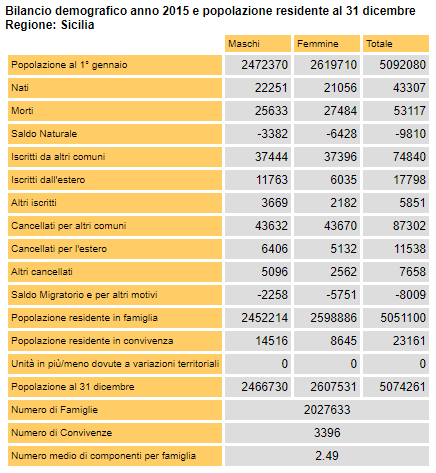 Bilancio demografico anno 2015 e popolazione residente al 31 dicembre
Regione: Sicilia
Maschi Femmine Totale
Popolazione al 1° gennaio 2472370 2619710 5092080
Nati 22251 21056 43307
Morti 25633 27484 53117
Saldo Naturale -3382 -6428 -9810
Iscritti da altri comuni 37444 37396 74840
Iscritti dall'estero 11763 6035 17798
Altri iscritti 3669 2182 5851
Cancellati per altri comuni 43632 43670 87302
Cancellati per l'estero 6406 5132 11538
Altri cancellati 5096 2562 7658
Saldo Migratorio e per altri motivi -2258 -5751 -8009
Popolazione residente in famiglia 2452214 2598886 5051100
Popolazione residente in convivenza 14516 8645 23161
Unità in più/meno dovute a variazioni territoriali 0 0 0
Popolazione al 31 dicembre 2466730 2607531 5074261
Numero di Famiglie 2027633
Numero di Convivenze 3396
Numero medio di componenti per famiglia 2.49